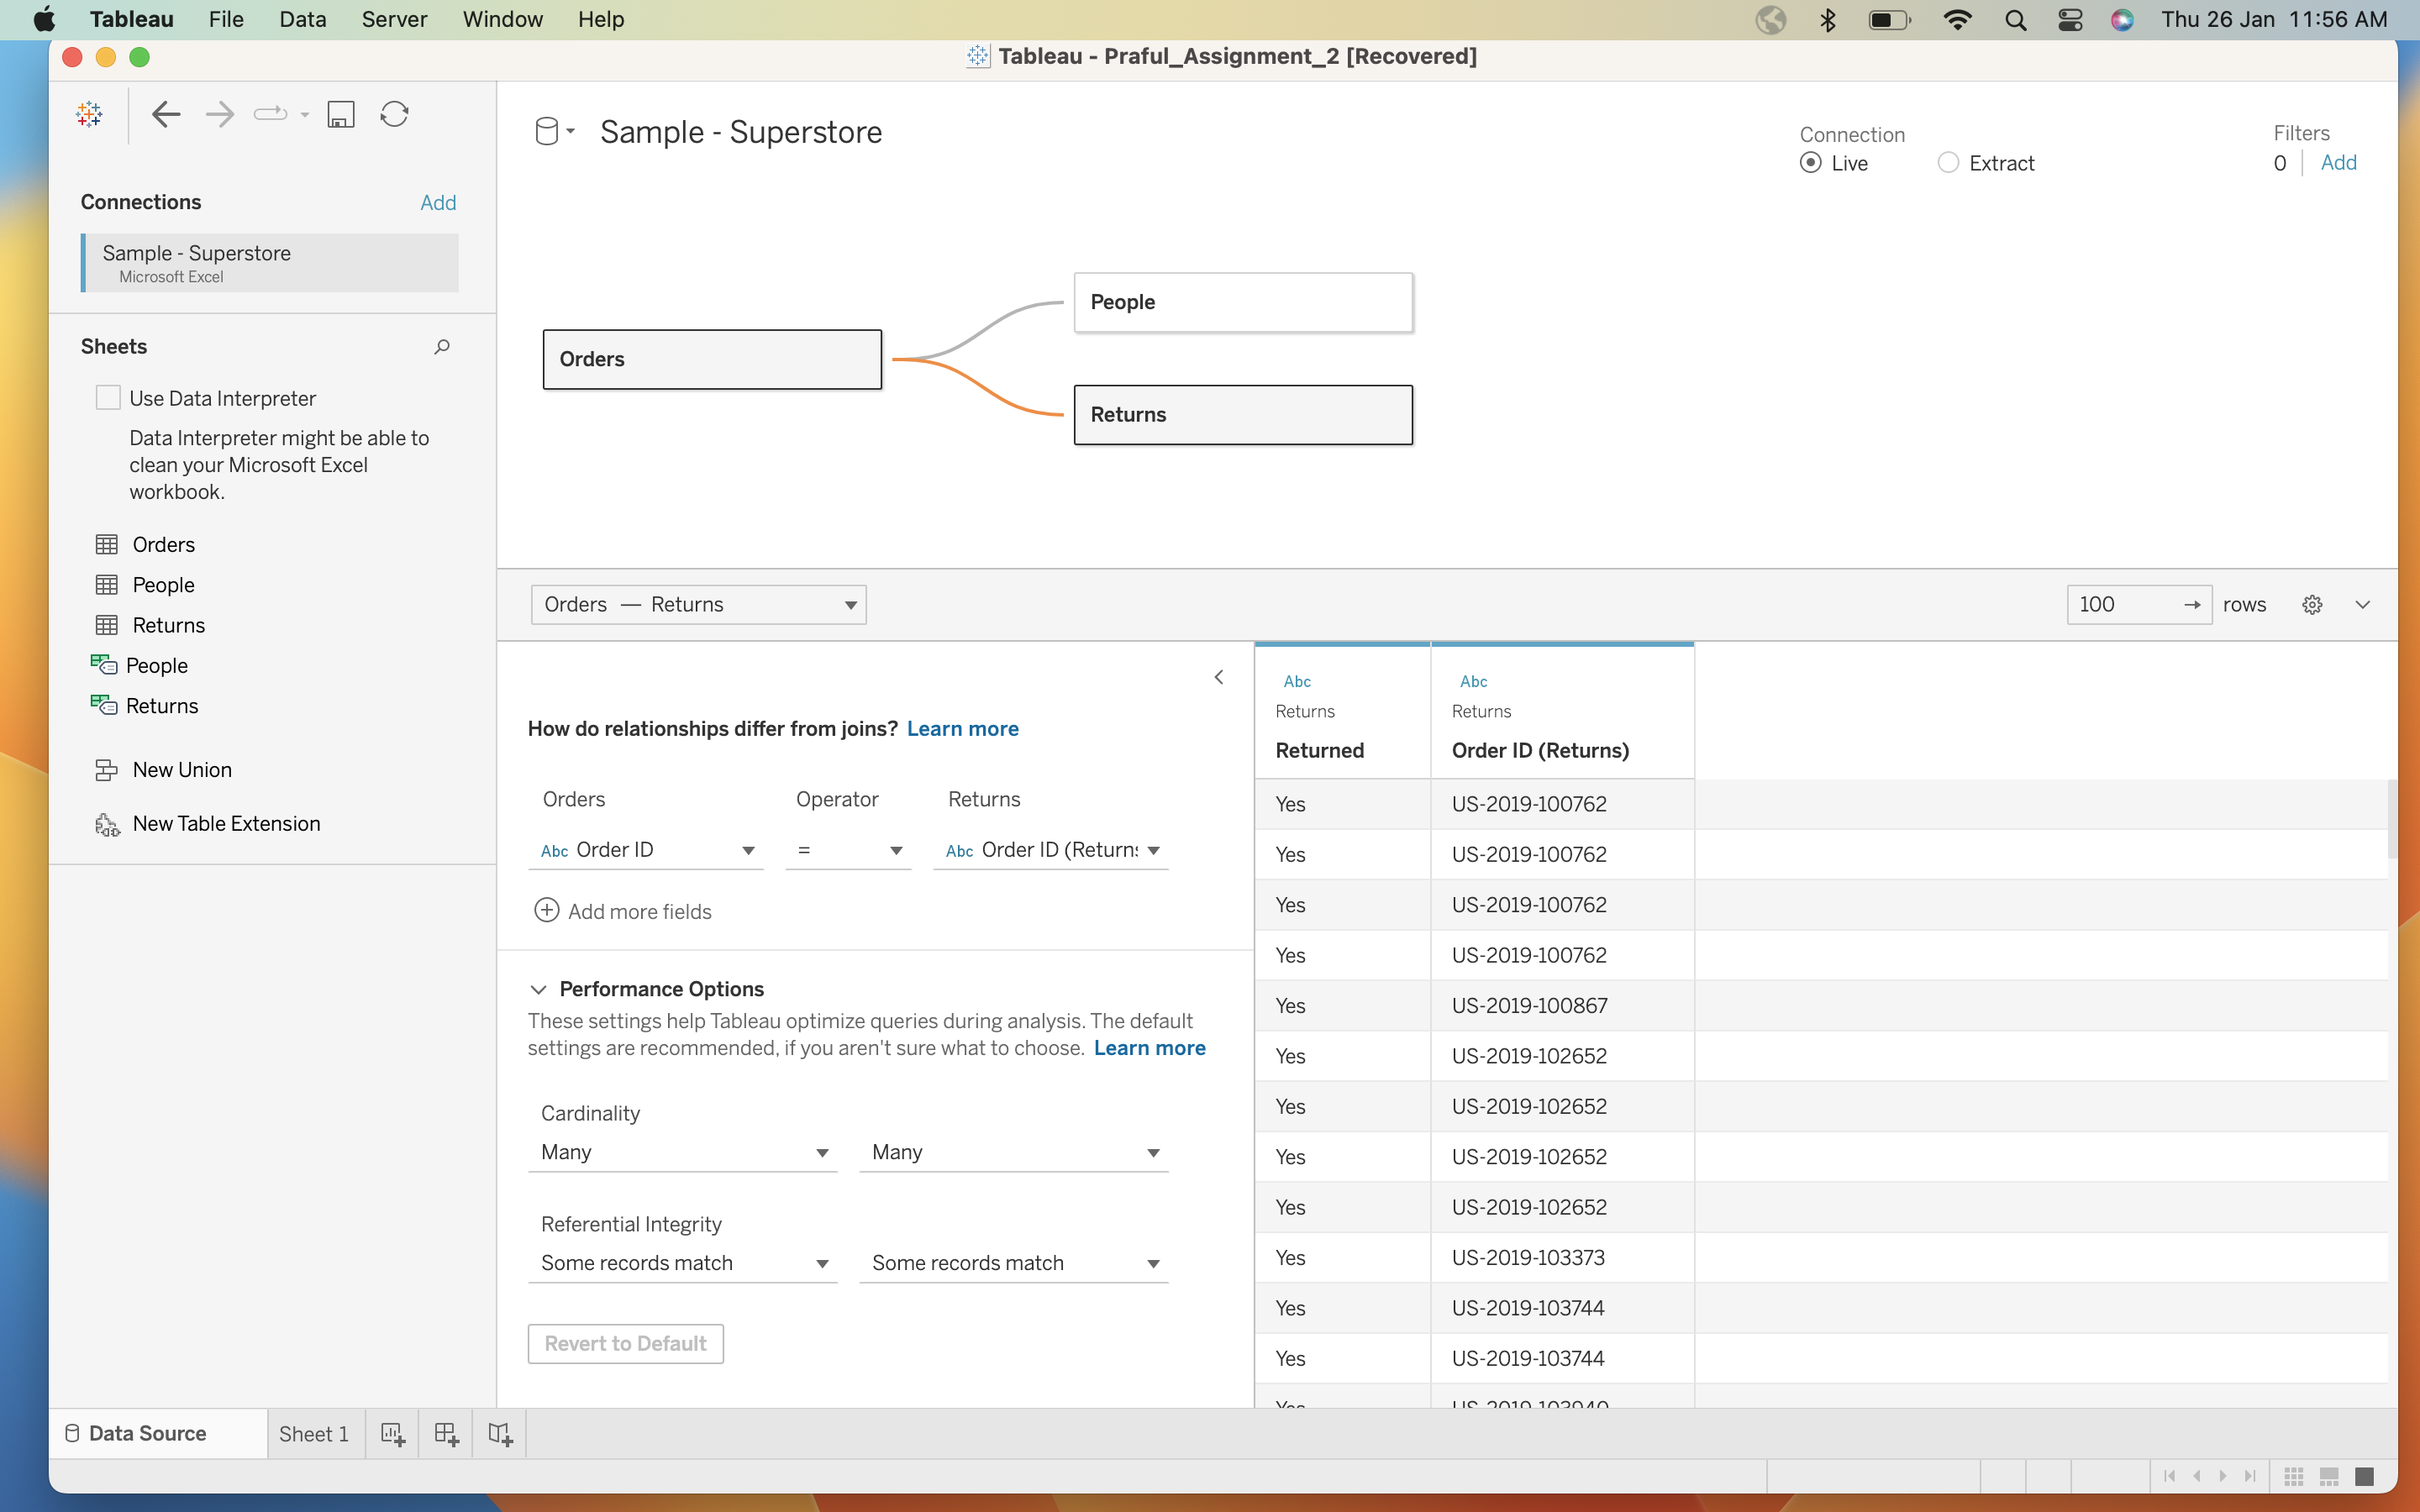 Tableau File Data Server Window Help Thu 26 Jan 11:56 AM
Tableau - Praful_Assignment_2 [Recovered]
Sample - Superstore
Connection
Live Extract
Filters
0 Add
Connections Add
Sample - Superstore
Microsoft Excel
Sheets
Use Data Interpreter
Data Interpreter might be able to
clean your Microsoft Excel
workbook.
Orders
People
Returns
People
Returns
New Union
New Table Extension
Orders
People
Returns
Orders — Returns
100 rows
How do relationships differ from joins? Learn more
Orders Operator Returns
Abc Order ID = Abc Order ID (Return
Add more fields
Performance Options
These settings help Tableau optimize queries during analysis. The default
settings are recommended, if you aren't sure what to choose. Learn more
Cardinality
Many Many
Referential Integrity
Some records match Some records match
Revert to Default
Abc Abc
Returns Returns
Returned Order ID (Returns)
Yes US-2019-100762
Yes US-2019-100762
Yes US-2019-100762
Yes US-2019-100762
Yes US-2019-100867
Yes US-2019-102652
Yes US-2019-102652
Yes US-2019-102652
Yes US-2019-102652
Yes US-2019-103373
Yes US-2019-103744
Yes US-2019-103744
Data Source Sheet 1